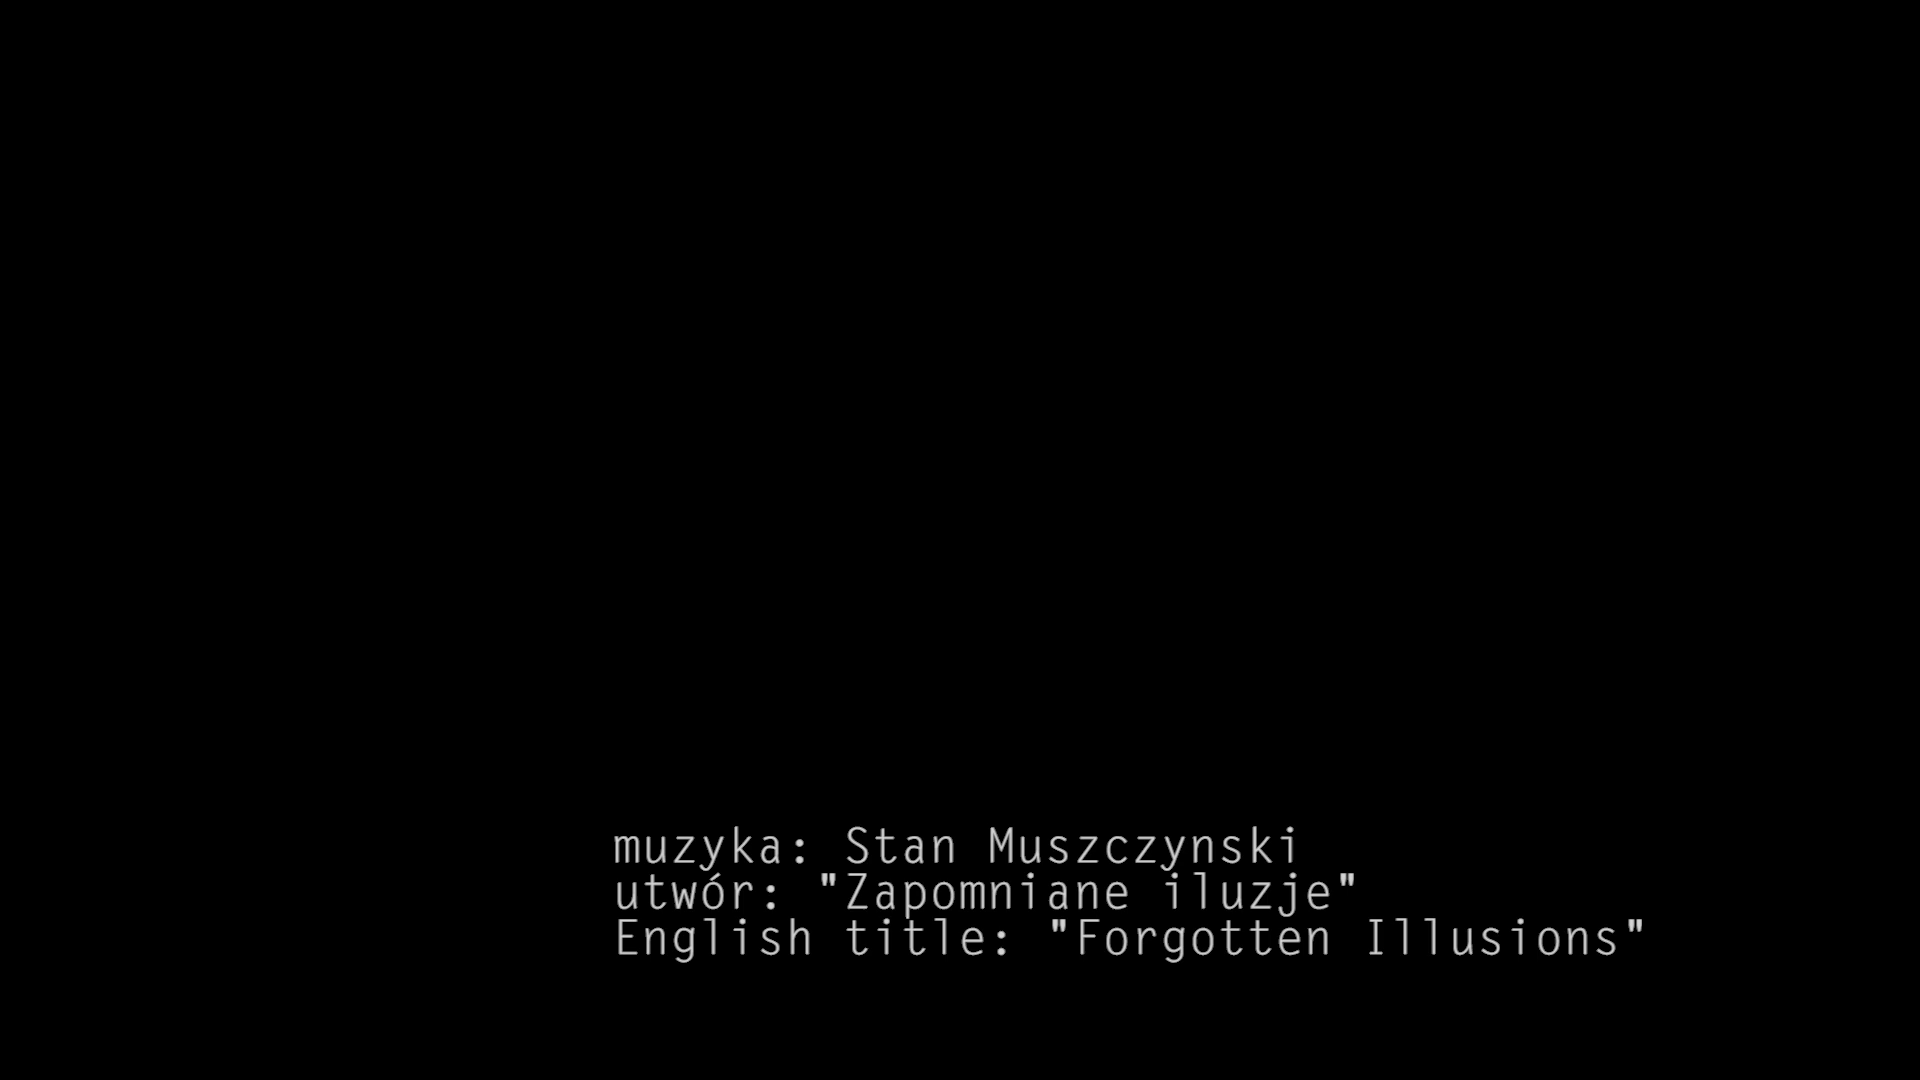 muzyka: Stan Muszczynski
utwór: "Zapomniane iluzje"
English title: "Forgotten Illusions"